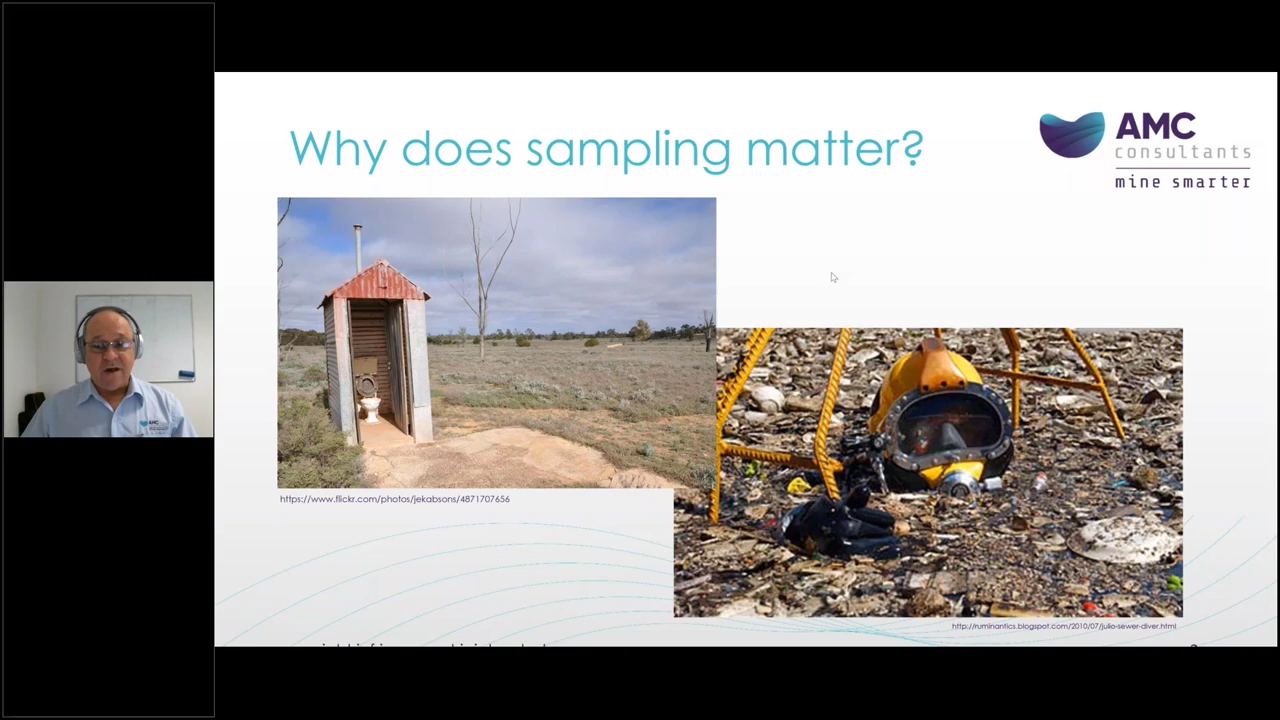 Why does sampling matter?
AMC
consultants
mine smarter
https://www.flickr.com/photos/jekabsons/4871707656
http://ruminantics.blogspot.com/2010/07/julio-sewer-diver.html
AMC